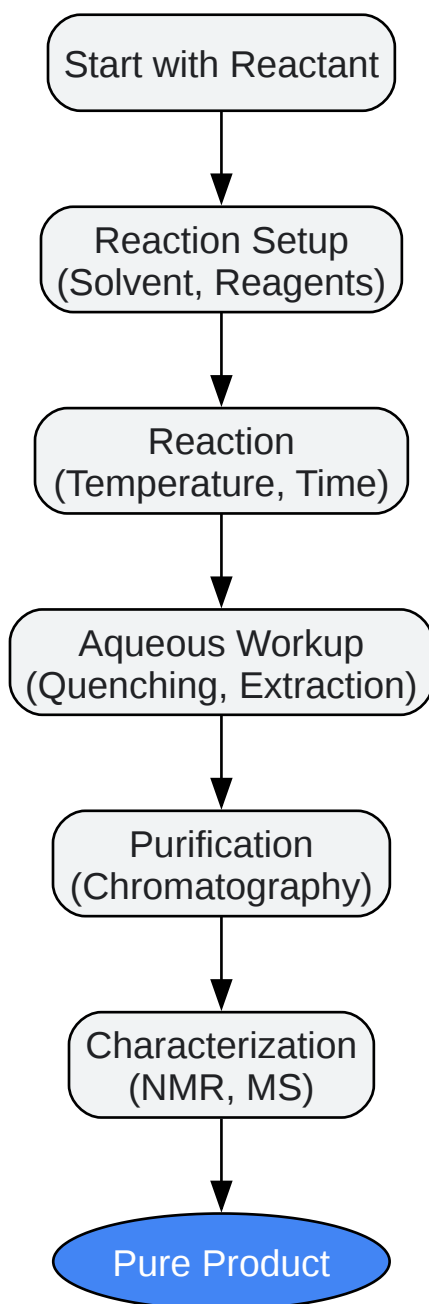 Start with Reactant
Reaction Setup
(Solvent, Reagents)
Reaction
(Temperature, Time)
Aqueous Workup
(Quenching, Extraction)
Purification
(Chromatography)
Characterization
(NMR, MS)
Pure Product